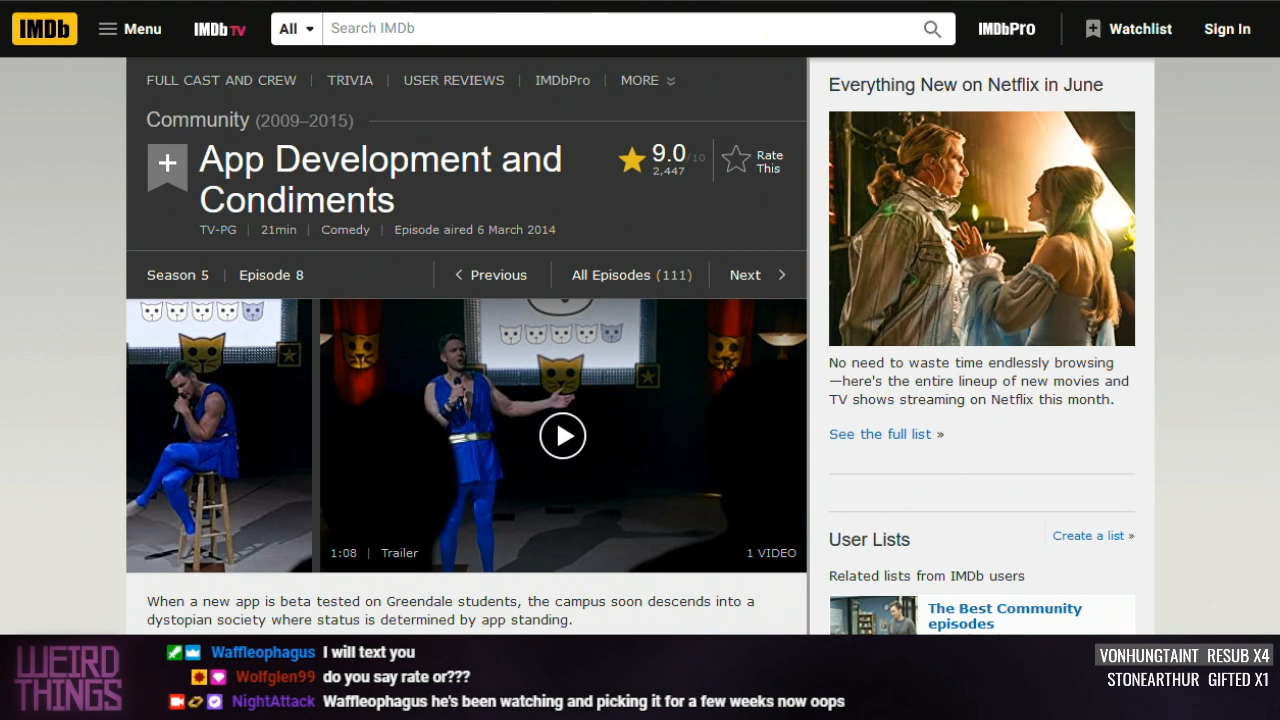 IMDb Menu IMDb TV All Search IMDb IMDbPro Watchlist Sign In
FULL CAST AND CREW | TRIVIA | USER REVIEWS | IMDbPro | MORE
Community (2009–2015)
+ App Development and
Condiments
9.0/10
2,447
Rate
This
TV-PG | 21min | Comedy | Episode aired 6 March 2014
Season 5 | Episode 8
< Previous All Episodes (111) Next >
1:08 | Trailer
1 VIDEO
When a new app is beta tested on Greendale students, the campus soon descends into a
dystopian society where status is determined by app standing.
Everything New on Netflix in June
No need to waste time endlessly browsing
—here's the entire lineup of new movies and
TV shows streaming on Netflix this month.
See the full list »
User Lists
Create a list »
Related lists from IMDb users
The Best Community
episodes
WEIRD
THINGS
Waffleophagus I will text you
Wolfglen99 do you say rate or???
NightAttack Waffleophagus he's been watching and picking it for a few weeks now oops
VONHUNGTAINT RESUB X4
STONEARTHUR GIFTED X1